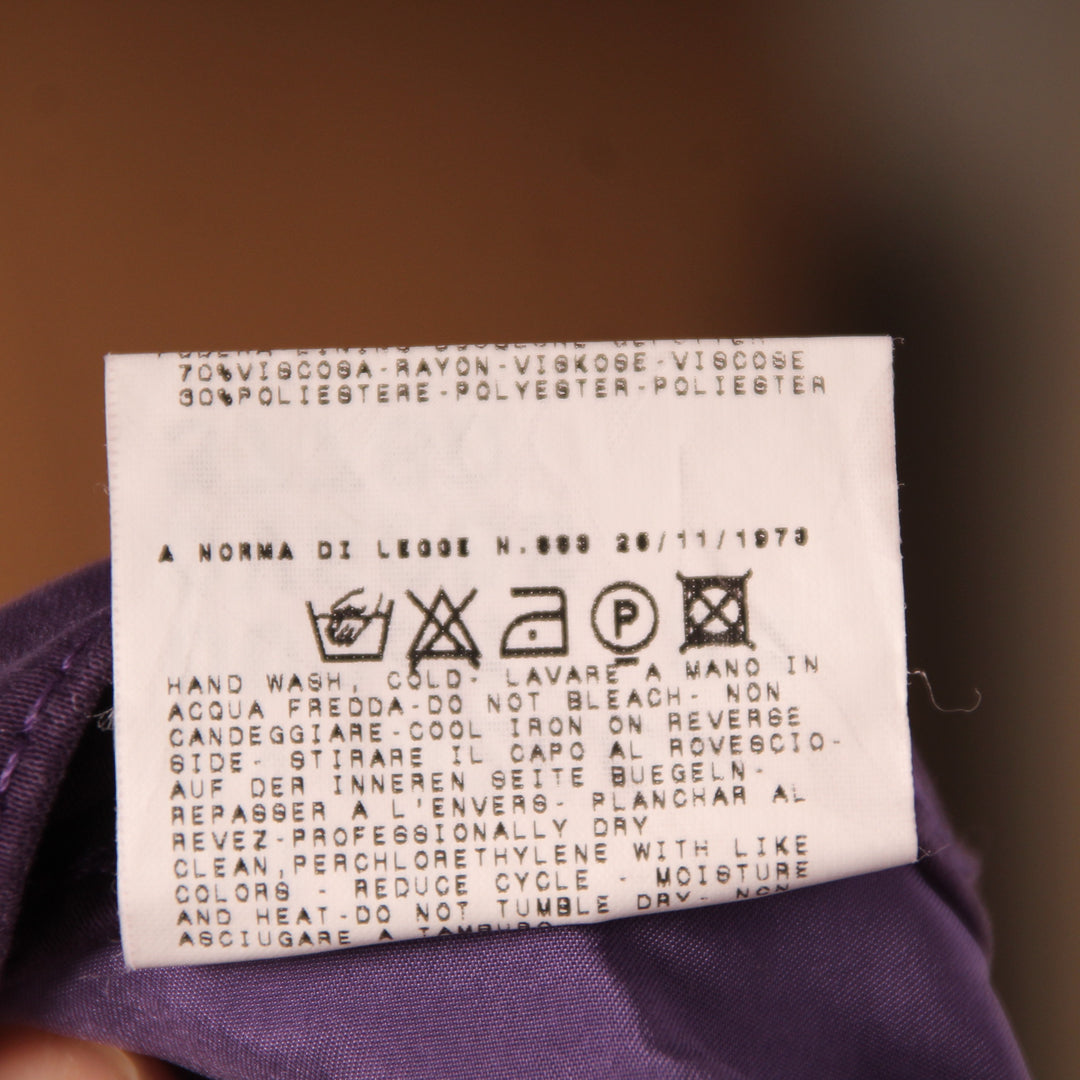 70%VISCOSA-RAYON-VISKOSE-VISCOSE
30%POLIESTERE-POLYESTER-POLIESTER
A NORMA DI LEGGE N.883 26/11/1973
P
HAND WASH, COLD- LAVARE A MANO IN
ACQUA FREDDA-DO NOT BLEACH- NON
CANDEGGIARE-COOL IRON ON REVERSE
SIDE- STIRARE IL CAPO AL ROVESCIO-
AUF DER INNEREN SEITE BUEGELN-
REPASSER A L'ENVERS- PLANCHAR AL
REVEZ-PROFESSIONALLY DRY
CLEAN,PERCHLORETHYLENE WITH LIKE
COLORS - REDUCE CYCLE - MOISTURE
AND HEAT-DO NOT TUMBLE DRY- NON
ASCIUGARE A TAMBURO